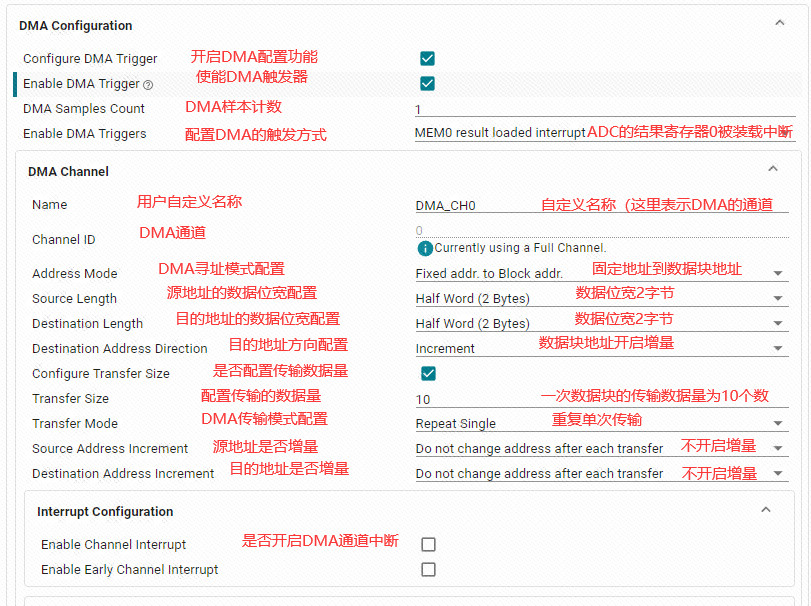 DMA Configuration
Configure DMA Trigger 开启DMA配置功能
Enable DMA Trigger 使能DMA触发器
DMA Samples Count DMA样本计数 1
Enable DMA Triggers 配置DMA的触发方式 MEM0 result loaded interrupt ADC的结果寄存器0被装载中断
DMA Channel
Name 用户自定义名称 DMA_CH0 自定义名称（这里表示DMA的通道
Channel ID DMA通道 0
Currently using a Full Channel.
Address Mode DMA寻址模式配置 Fixed addr. to Block addr. 固定地址到数据块地址
Source Length 源地址的数据位宽配置 Half Word (2 Bytes) 数据位宽2字节
Destination Length 目的地址的数据位宽配置 Half Word (2 Bytes) 数据位宽2字节
Destination Address Direction 目的地址方向配置 Increment 数据块地址开启增量
Configure Transfer Size 是否配置传输数据量
Transfer Size 配置传输的数据量 10 一次数据块的传输数据量为10个数
Transfer Mode DMA传输模式配置 Repeat Single 重复单次传输
Source Address Increment 源地址是否增量 Do not change address after each transfer 不开启增量
Destination Address Increment 目的地址是否增量 Do not change address after each transfer 不开启增量
Interrupt Configuration
Enable Channel Interrupt 是否开启DMA通道中断
Enable Early Channel Interrupt